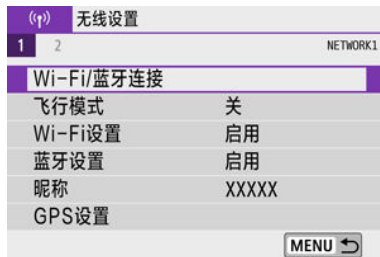 无线设置
1 2 NETWORK1
Wi-Fi/蓝牙连接
飞行模式 关
Wi-Fi设置 启用
蓝牙设置 启用
昵称 XXXXX
GPS设置
MENU